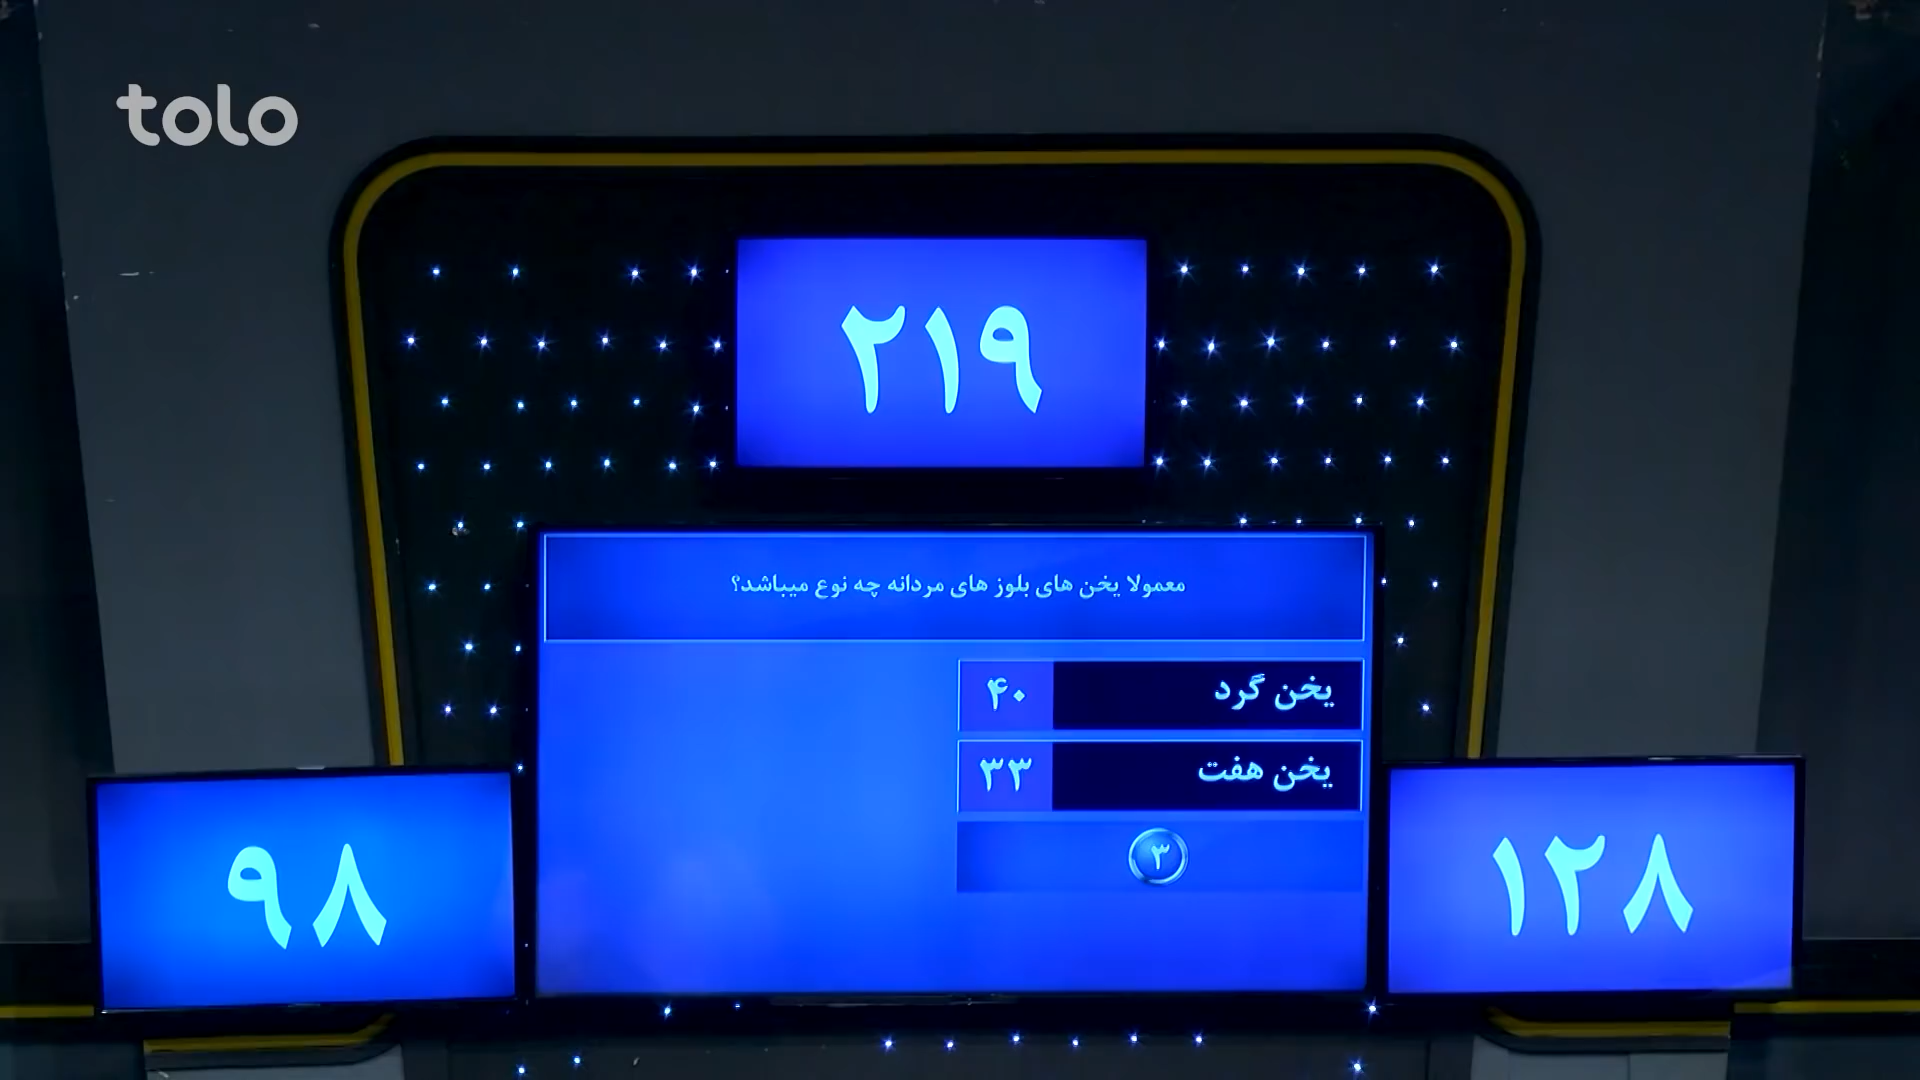 tolo
۲۱۹
معمولا یخن های بلوز های مردانه چه نوع میباشد؟
یخن گرد ۴۰
یخن هفت ۳۳
۳
۹۸
۱۲۸